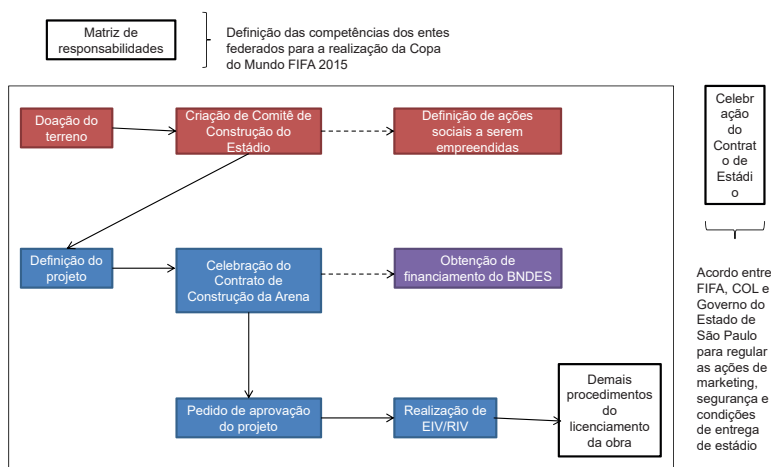 Matriz de
responsabilidades
Definição das competências dos entes
federados para a realização da Copa
do Mundo FIFA 2015
Doação do
terreno
Criação de Comitê de
Construção do
Estádio
Definição de ações
sociais a serem
empreendidas
Celebr
ação
do
Contrat
o de
Estádi
o
Definição do
projeto
Celebração do
Contrato de
Construção da Arena
Obtenção de
financiamento do BNDES
Acordo entre
FIFA, COL e
Governo do
Estado de
São Paulo
para regular
as ações de
marketing,
segurança e
condições
de entrega
de estádio
Pedido de aprovação
do projeto
Realização de
EIV/RIV
Demais
procedimentos
do
licenciamento
da obra